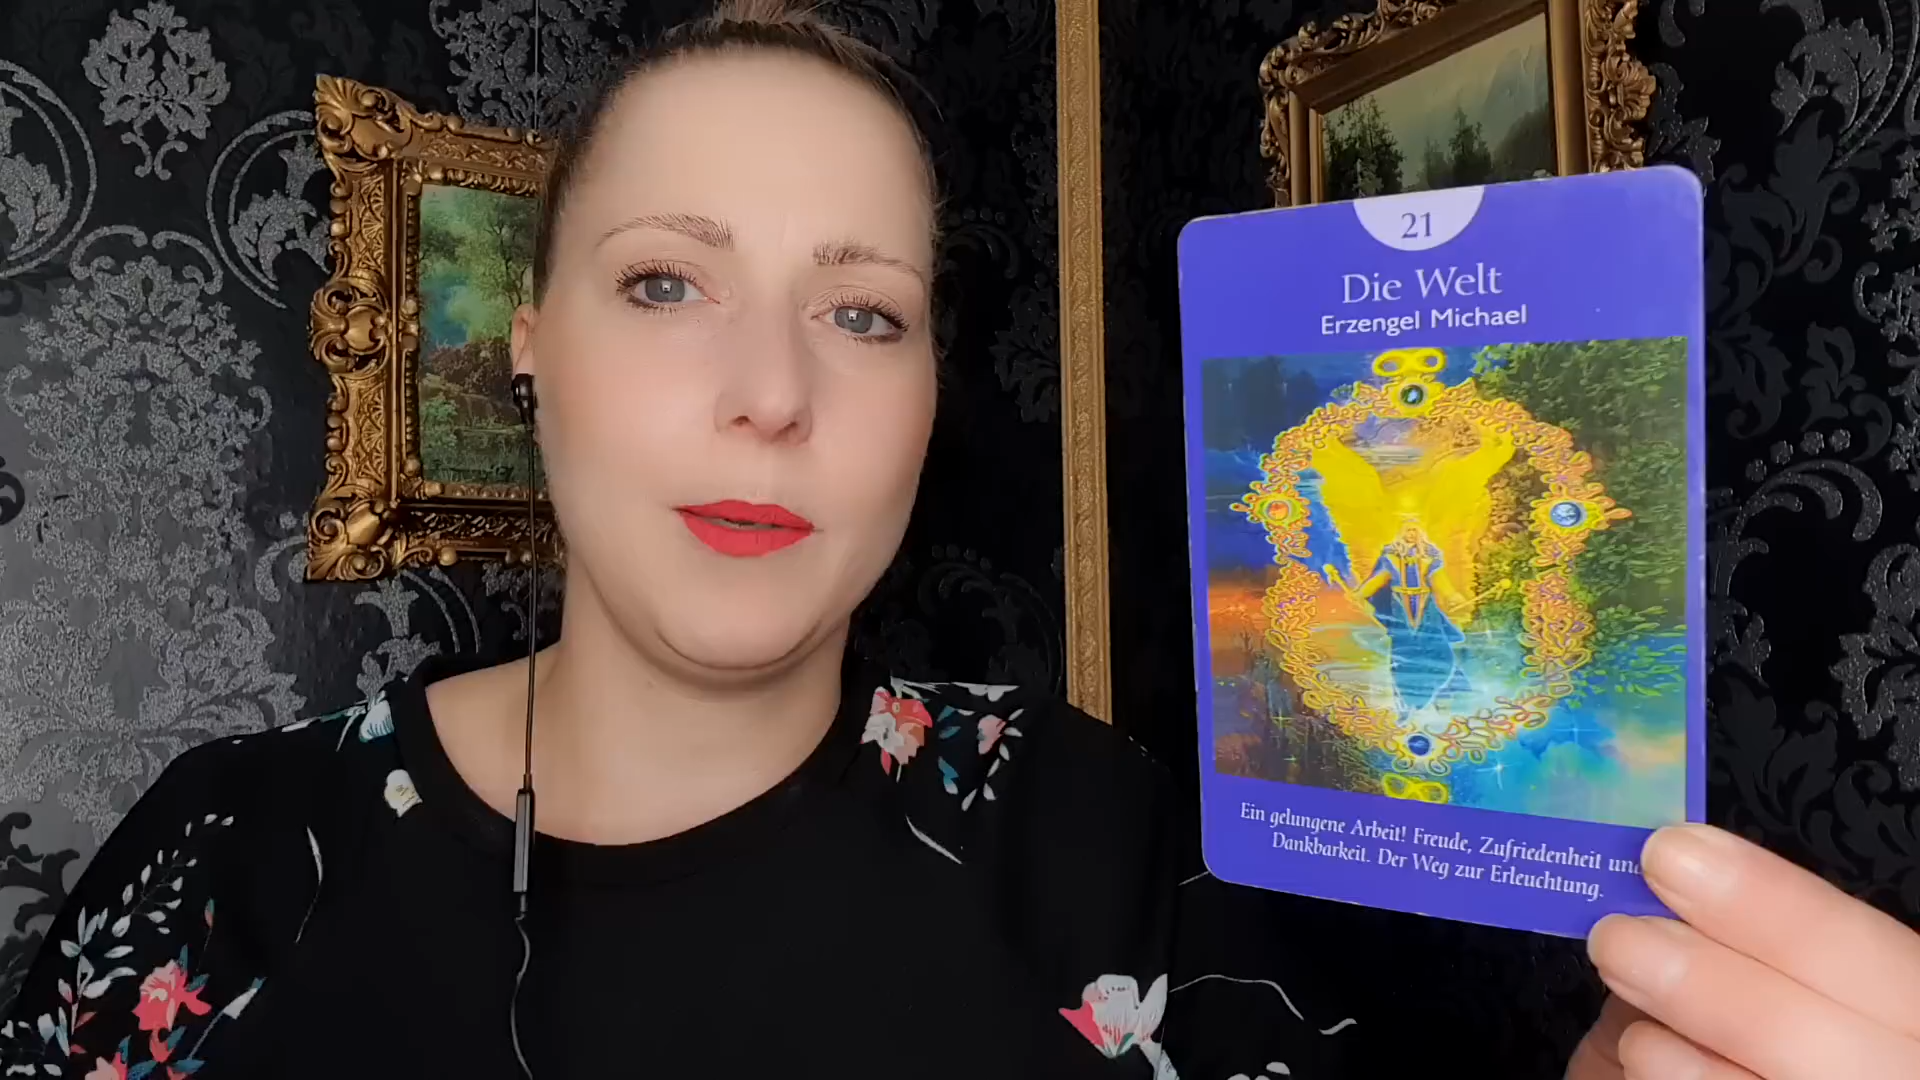 21
Die Welt
Erzengel Michael
Ein gelungene Arbeit! Freude, Zufriedenheit und
Dankbarkeit. Der Weg zur Erleuchtung.